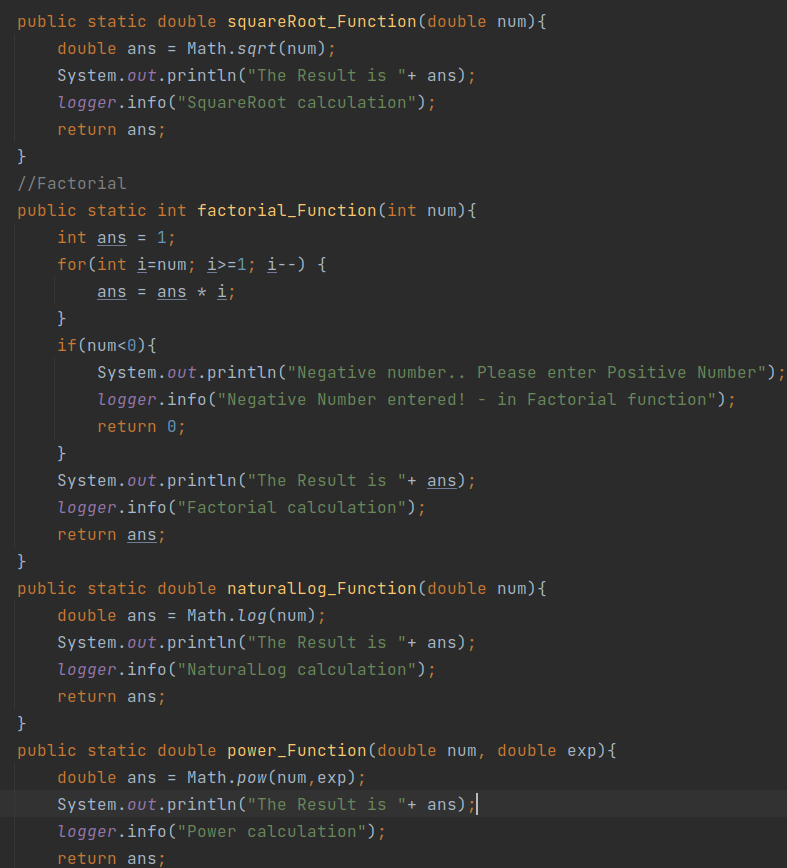 public static double squareRoot_Function(double num){
    double ans = Math.sqrt(num);
    System.out.println("The Result is "+ ans);
    logger.info("SquareRoot calculation");
    return ans;
}
//Factorial
public static int factorial_Function(int num){
    int ans = 1;
    for(int i=num; i>=1; i--) {
        ans = ans * i;
    }
    if(num<0){
        System.out.println("Negative number.. Please enter Positive Number");
        logger.info("Negative Number entered! - in Factorial function");
        return 0;
    }
    System.out.println("The Result is "+ ans);
    logger.info("Factorial calculation");
    return ans;
}
public static double naturalLog_Function(double num){
    double ans = Math.log(num);
    System.out.println("The Result is "+ ans);
    logger.info("NaturalLog calculation");
    return ans;
}
public static double power_Function(double num, double exp){
    double ans = Math.pow(num,exp);
    System.out.println("The Result is "+ ans);
    logger.info("Power calculation");
    return ans;